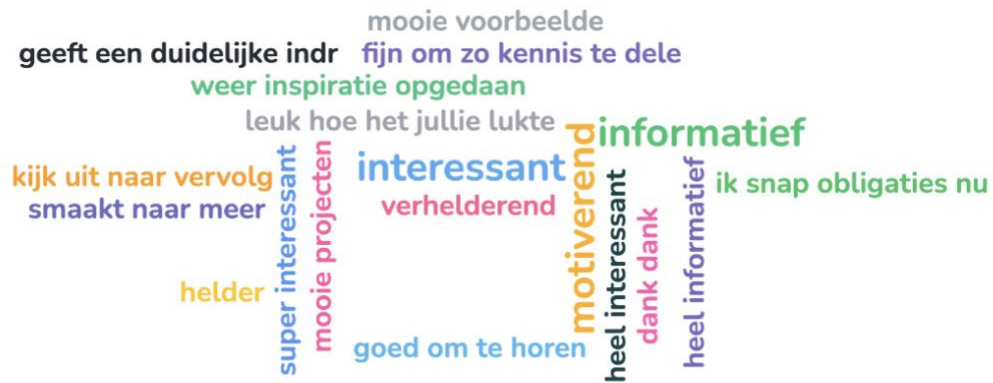 mooie voorbeelde
geeft een duidelijke indr
fijn om zo kennis te dele
weer inspiratie opgedaan
leuk hoe het jullie lukte
informatief
motiverend
interessant
kijk uit naar vervolg
super interessant
mooie projecten
heel interessant
heel informatief
ik snap obligaties nu
smaakt naar meer
verhelderend
dank dank
helder
goed om te horen